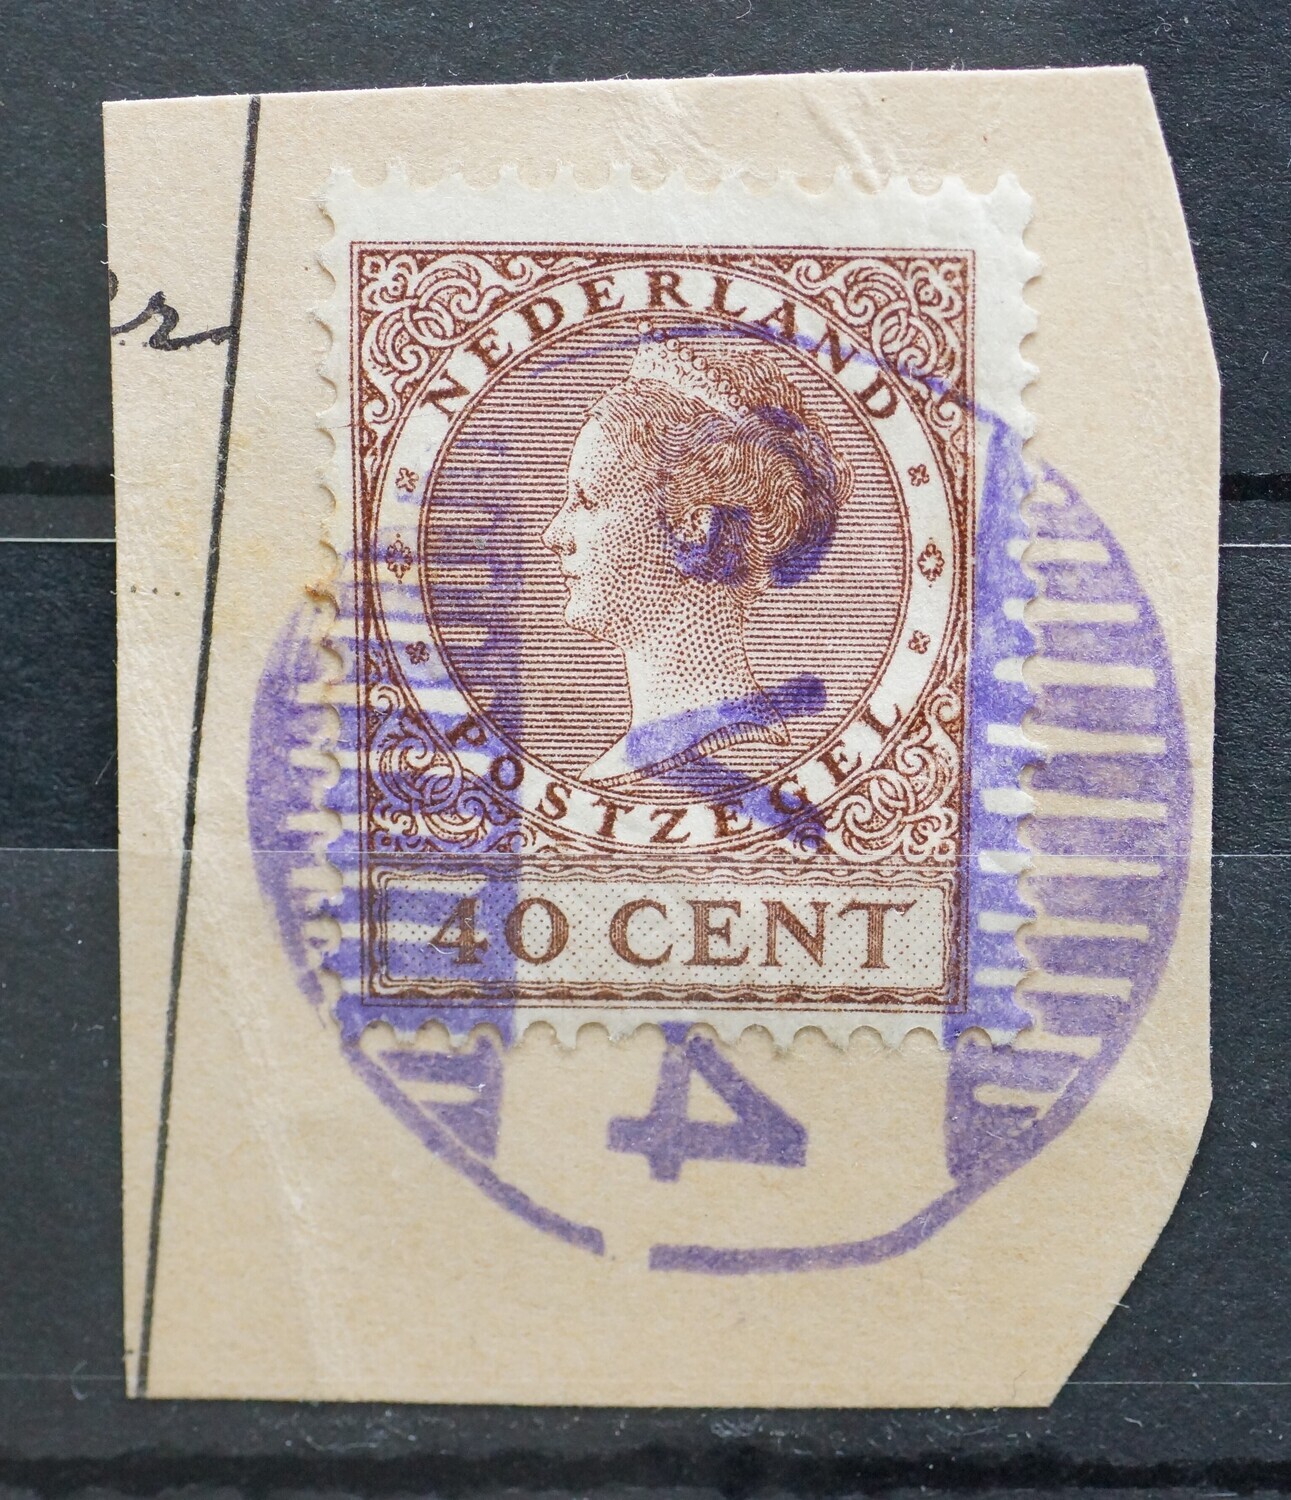 NEDERLAND
POSTZEGEL
40 CENT
4